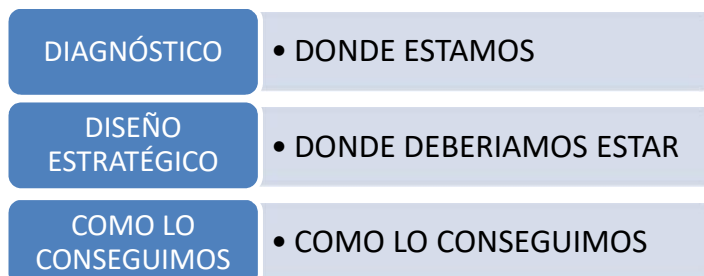 DIAGNÓSTICO
• DONDE ESTAMOS
DISEÑO
ESTRATÉGICO
• DONDE DEBERIAMOS ESTAR
COMO LO
CONSEGUIMOS
• COMO LO CONSEGUIMOS